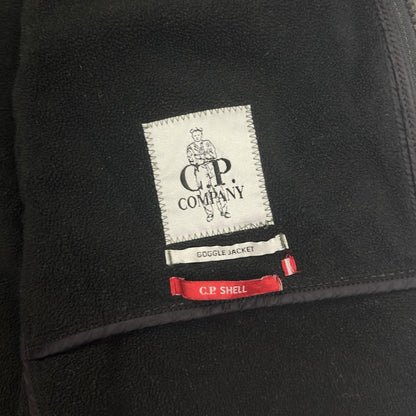 C.P.
COMPANY
GOGGLE JACKET
C.P. SHELL